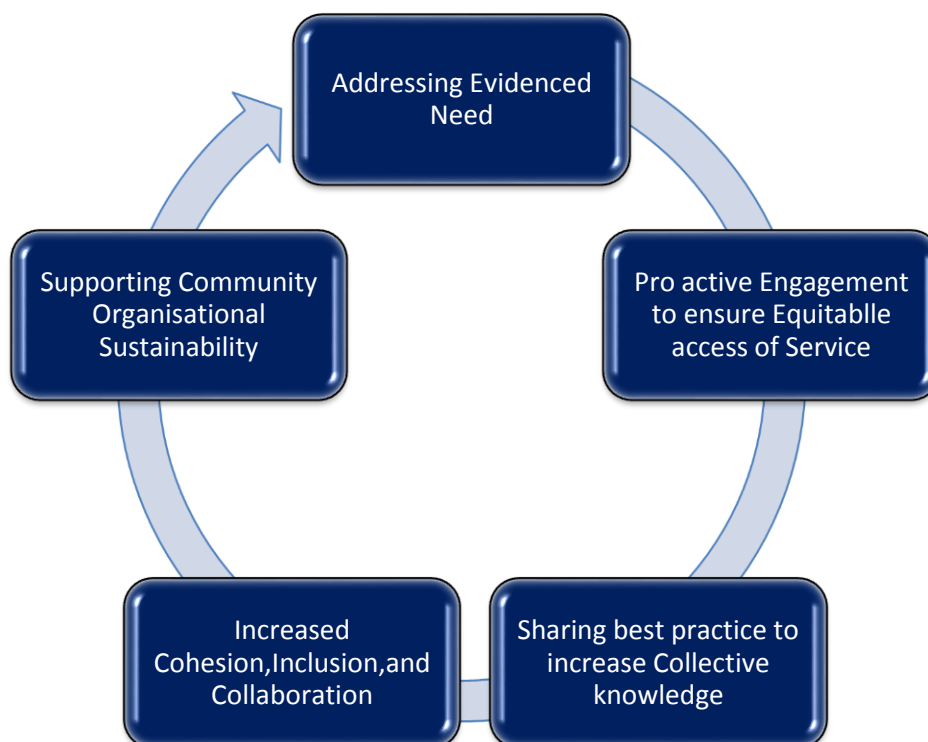 Addressing Evidenced
Need
Pro active Engagement
to ensure Equitablle
access of Service
Sharing best practice to
increase Collective
knowledge
Increased
Cohesion,Inclusion,and
Collaboration
Supporting Community
Organisational
Sustainability